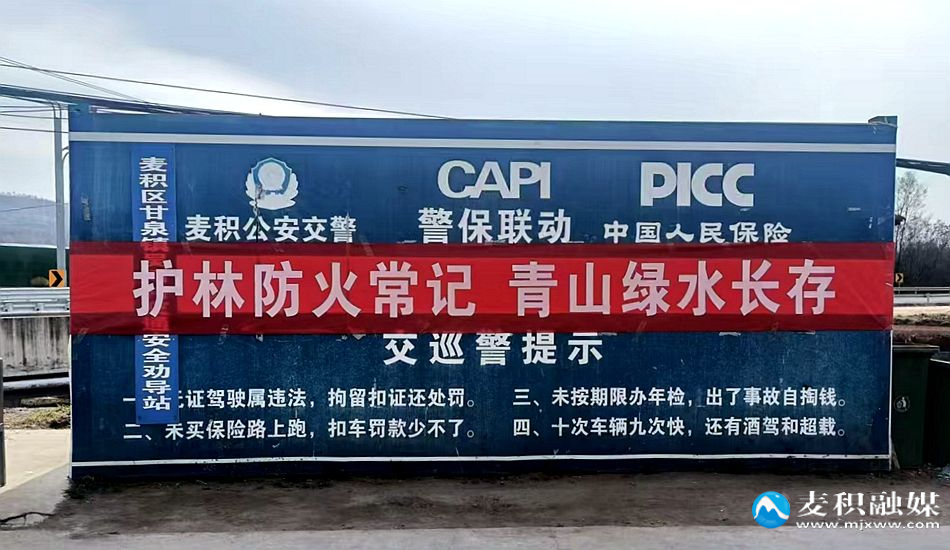 CAPI PICC
麦积公安交警 警保联动 中国人民保险
护林防火常记 青山绿水长存
交巡警提示
证驾驶属违法，拘留扣证还处罚。
二、未买保险路上跑，扣车罚款少不了。
三、未按期限办年检，出了事故自掏钱。
四、十次车辆九次快，还有酒驾和超载。
麦积区甘泉镇
安全劝导站
麦积融媒
www.mjxww.com